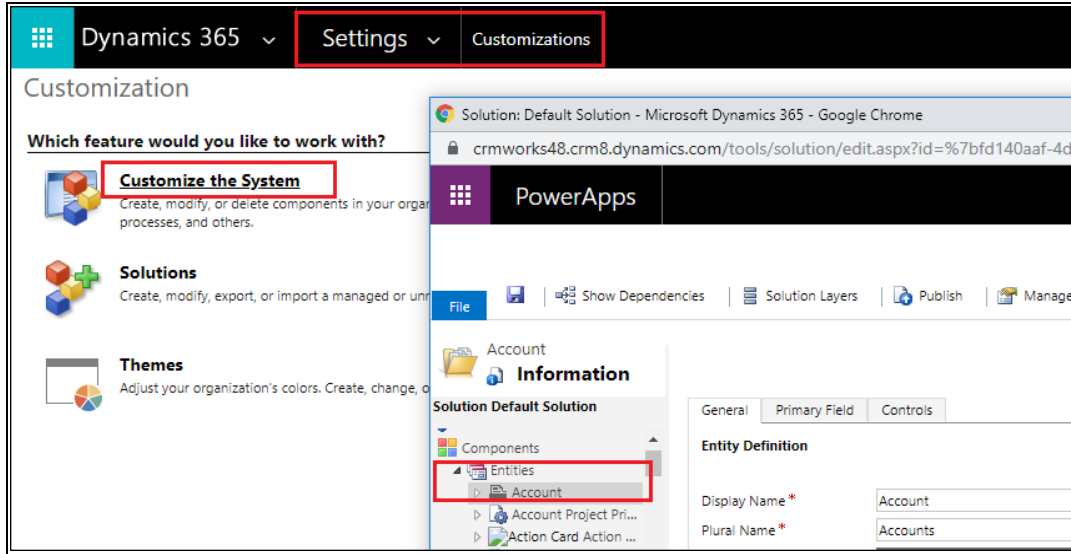 Dynamics 365 Settings Customizations
Customization
Which feature would you like to work with?
Customize the System
Create, modify, or delete components in your organ
processes, and others.
Solutions
Create, modify, export, or import a managed or unr
Themes
Adjust your organization's colors. Create, change, o
Solution: Default Solution - Microsoft Dynamics 365 - Google Chrome
crmworks48.crm8.dynamics.com/tools/solution/edit.aspx?id=%7bfd140aaf-4d
PowerApps
File Show Dependencies Solution Layers Publish Manage
Account
Information
Solution Default Solution
Components
Entities
Account
Account Project Pri...
Action Card Action ...
General Primary Field Controls
Entity Definition
Display Name* Account
Plural Name* Accounts